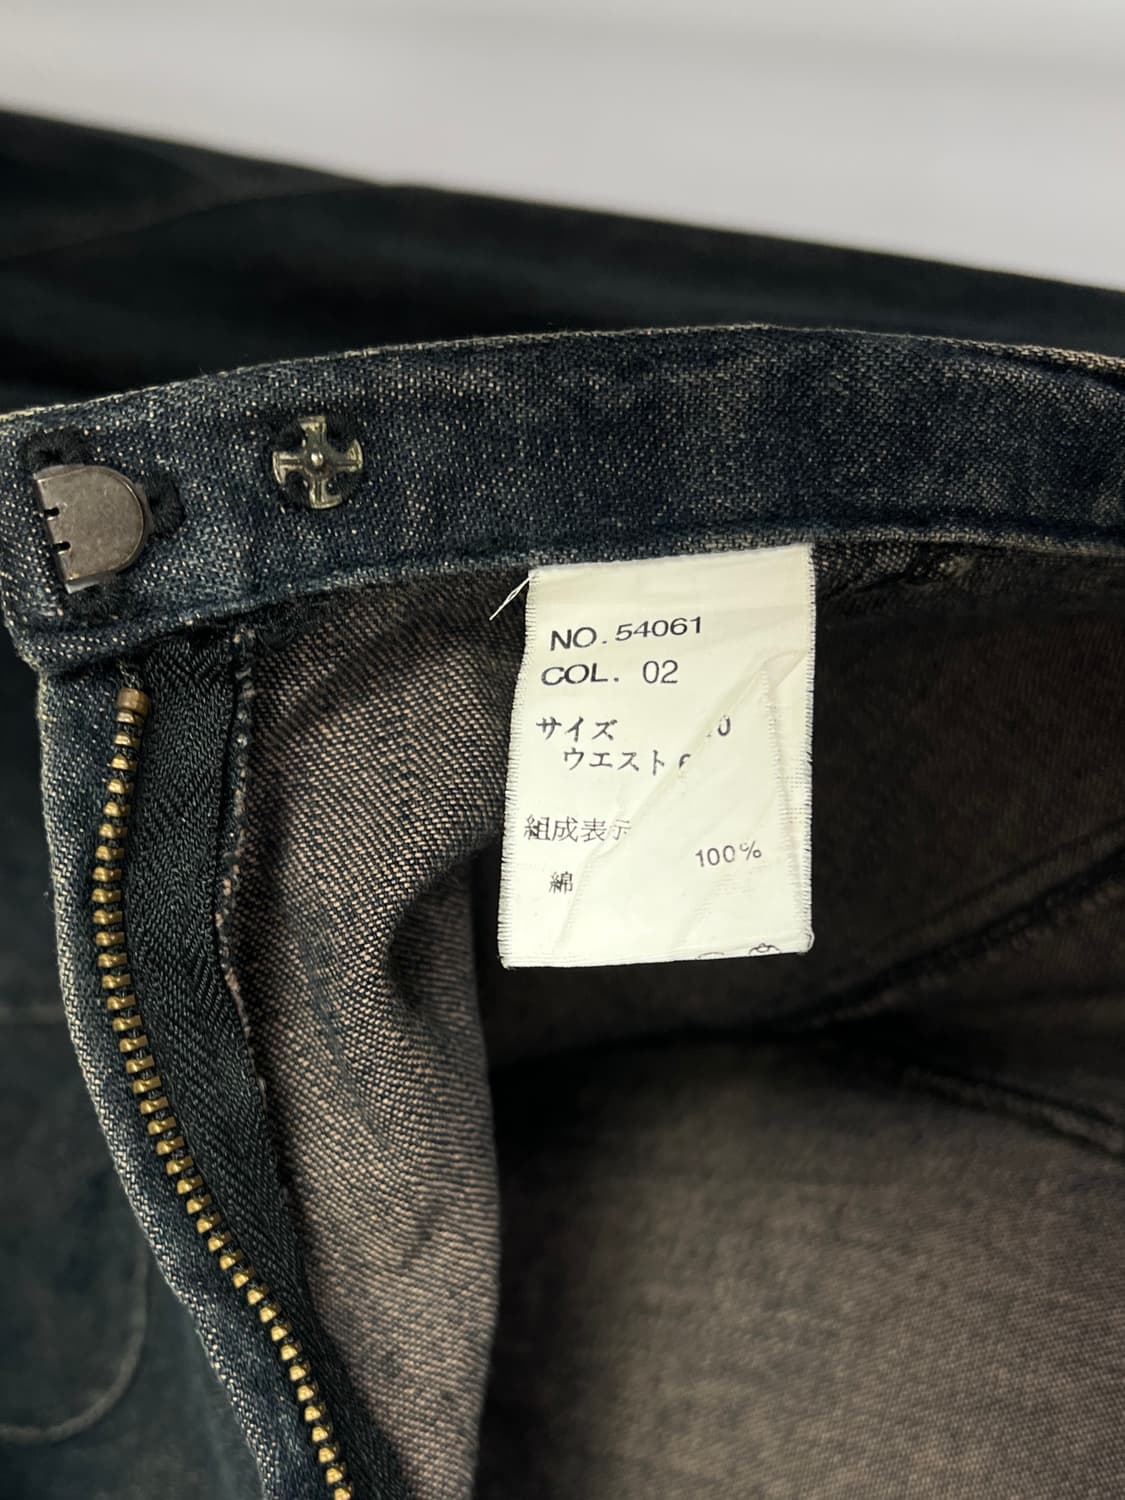 NO. 54061
COL. 02
サイズ
ウエスト
組成表示
綿 100%